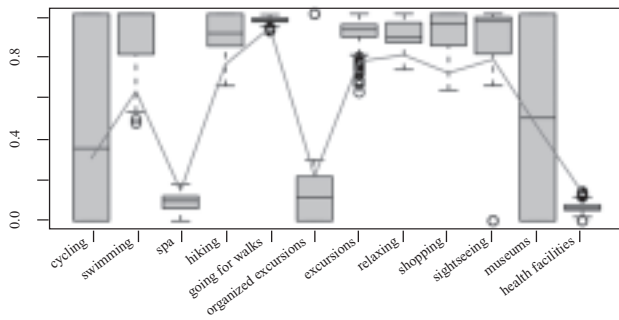 0.8
0.4
0.0
cycling
swimming
spa
hiking
going for walks
organized excursions
excursions
relaxing
shopping
sightseeing
museums
health facilities